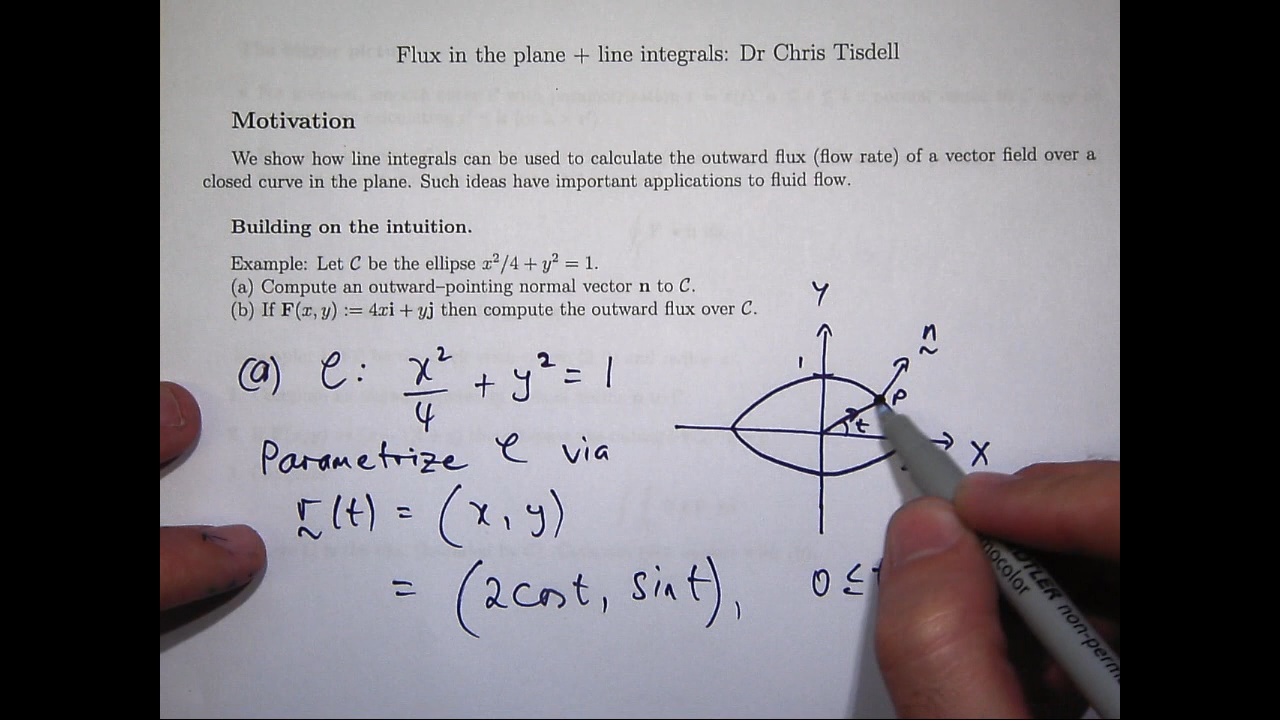 Flux in the plane + line integrals: Dr Chris Tisdell
Motivation
We show how line integrals can be used to calculate the outward flux (flow rate) of a vector field over a
closed curve in the plane. Such ideas have important applications to fluid flow.
Building on the intuition.
Example: Let C be the ellipse x²/4 + y² = 1.
(a) Compute an outward–pointing normal vector n to C.
(b) If F(x, y) := 4xi + yj then compute the outward flux over C.
(a) C: x²/4 + y² = 1
Parametrize C via
r(t) = (x, y)
= (2cost, sint), 0 ≤
Y
n
1
P
t
X
non-perm